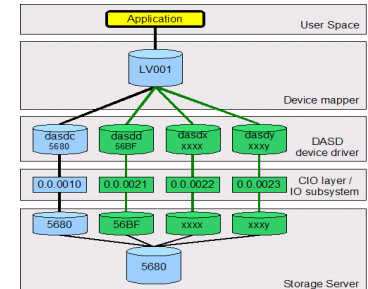 Application
User Space
LV001
Device mapper
dasdc
5680
dasdd
56BF
dasdx
xxxx
dasdy
xxxy
DASD
device driver
0.0.0010
0.0.0021
0.0.0022
0.0.0023
CIO layer /
IO subsystem
5680
56BF
xxxx
xxxy
5680
Storage Server